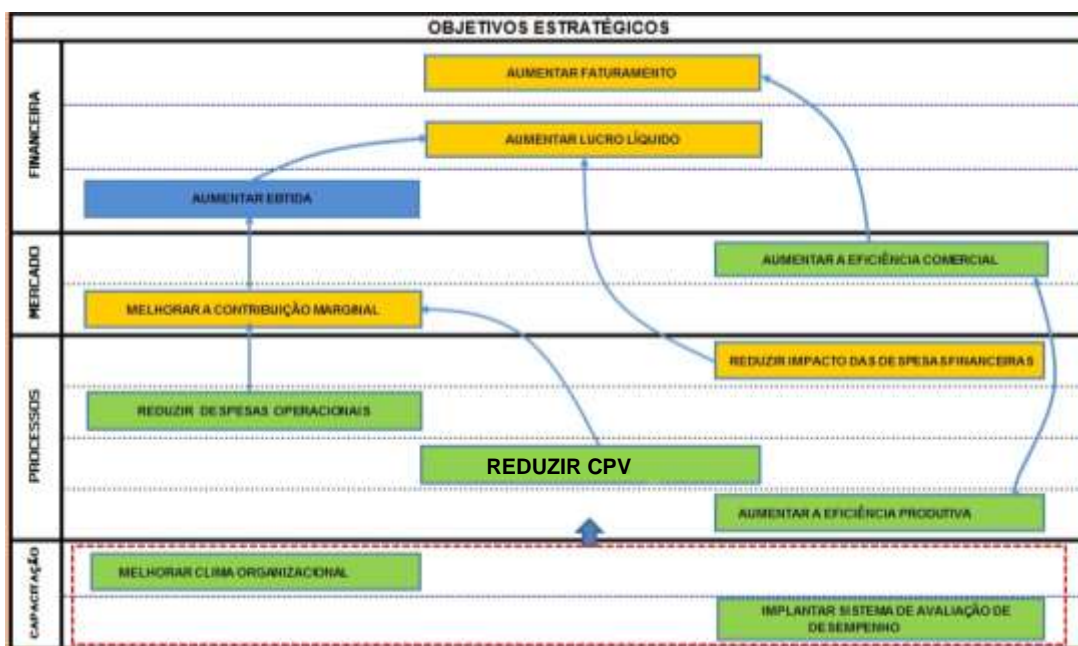 OBJETIVOS ESTRATÉGICOS
FINANCEIRA
AUMENTAR FATURAMENTO
AUMENTAR LUCRO LÍQUIDO
AUMENTAR EBTIDA
MERCADO
AUMENTAR A EFICIÊNCIA COMERCIAL
MELHORAR A CONTRIBUIÇÃO MARGINAL
PROCESSOS
REDUZIR IMPACTO DAS DESPESAS FINANCEIRAS
REDUZIR DESPESAS OPERACIONAIS
REDUZIR CPV
AUMENTAR A EFICIÊNCIA PRODUTIVA
CAPACITAÇÃO
MELHORAR CLIMA ORGANIZACIONAL
IMPLANTAR SISTEMA DE AVALIAÇÃO DE
DESEMPENHO